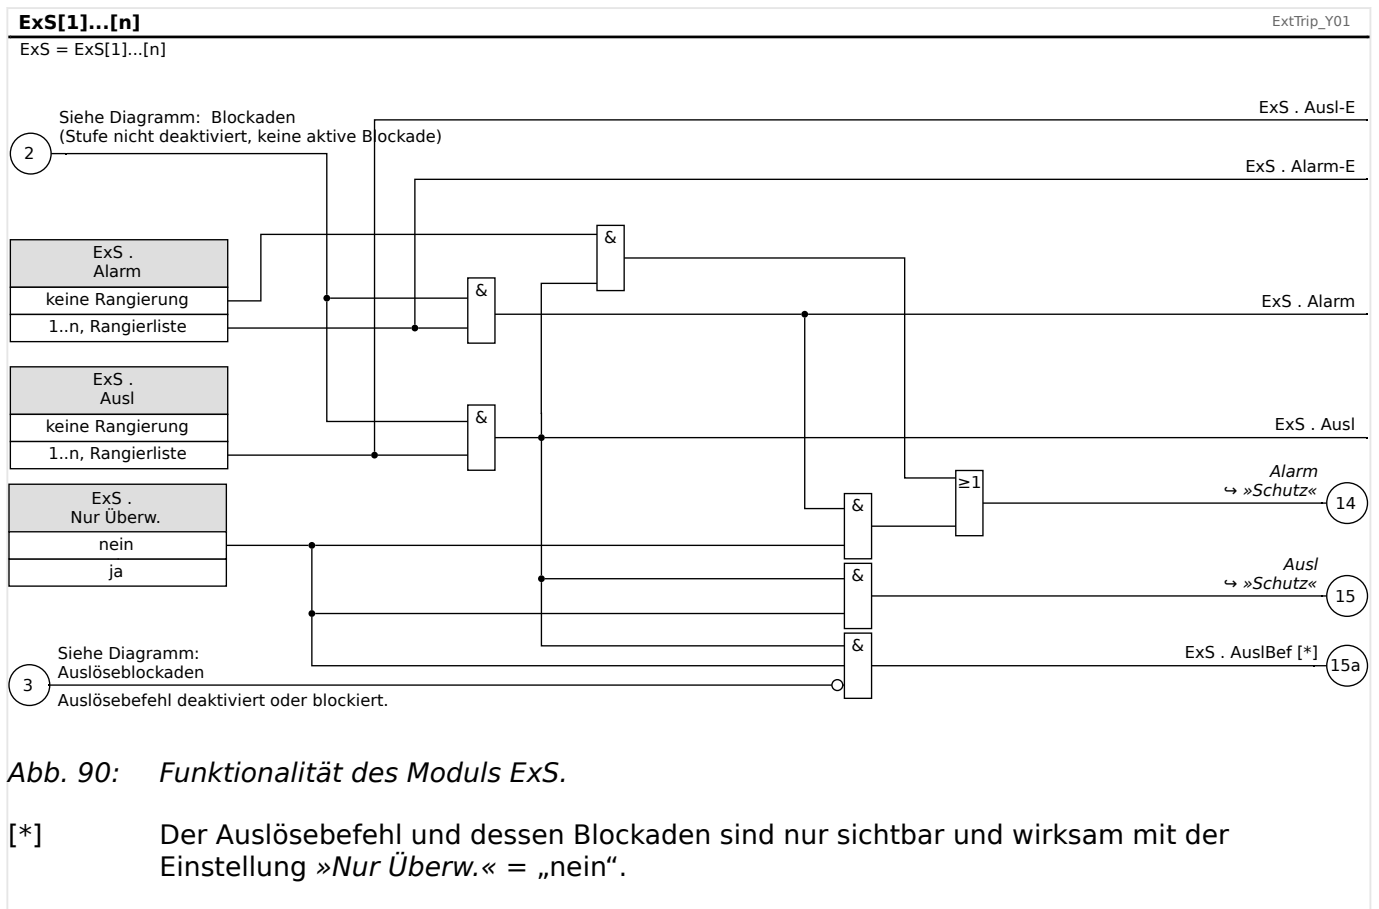 ExS[1]...[n]
ExtTrip_Y01
ExS = ExS[1]...[n]
Siehe Diagramm:  Blockaden
(Stufe nicht deaktiviert, keine aktive Blockade)
2
ExS . Ausl-E
ExS . Alarm-E
ExS .
Alarm
keine Rangierung
1..n, Rangierliste
&
&
ExS . Alarm
ExS .
Ausl
keine Rangierung
1..n, Rangierliste
&
ExS . Ausl
ExS .
Nur Überw.
nein
ja
&
≥1
Alarm
↪ »Schutz«
14
&
Ausl
↪ »Schutz«
15
Siehe Diagramm:
Auslöseblockaden
3
Auslösebefehl deaktiviert oder blockiert.
&
ExS . AuslBef [*]
15a
Abb. 90: Funktionalität des Moduls ExS.
[*] Der Auslösebefehl und dessen Blockaden sind nur sichtbar und wirksam mit der
Einstellung »Nur Überw.« = „nein“.